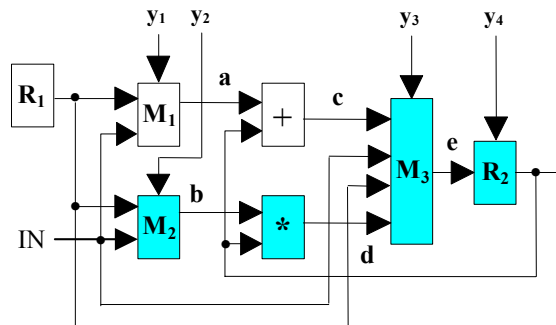 y₁ y₂ y₃ y₄
R₁ M₁ a + c
M₃ e R₂
M₂ b *
IN d